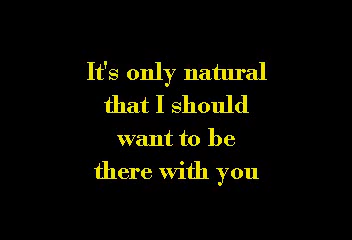 It's only natural
that I should
want to be
there with you